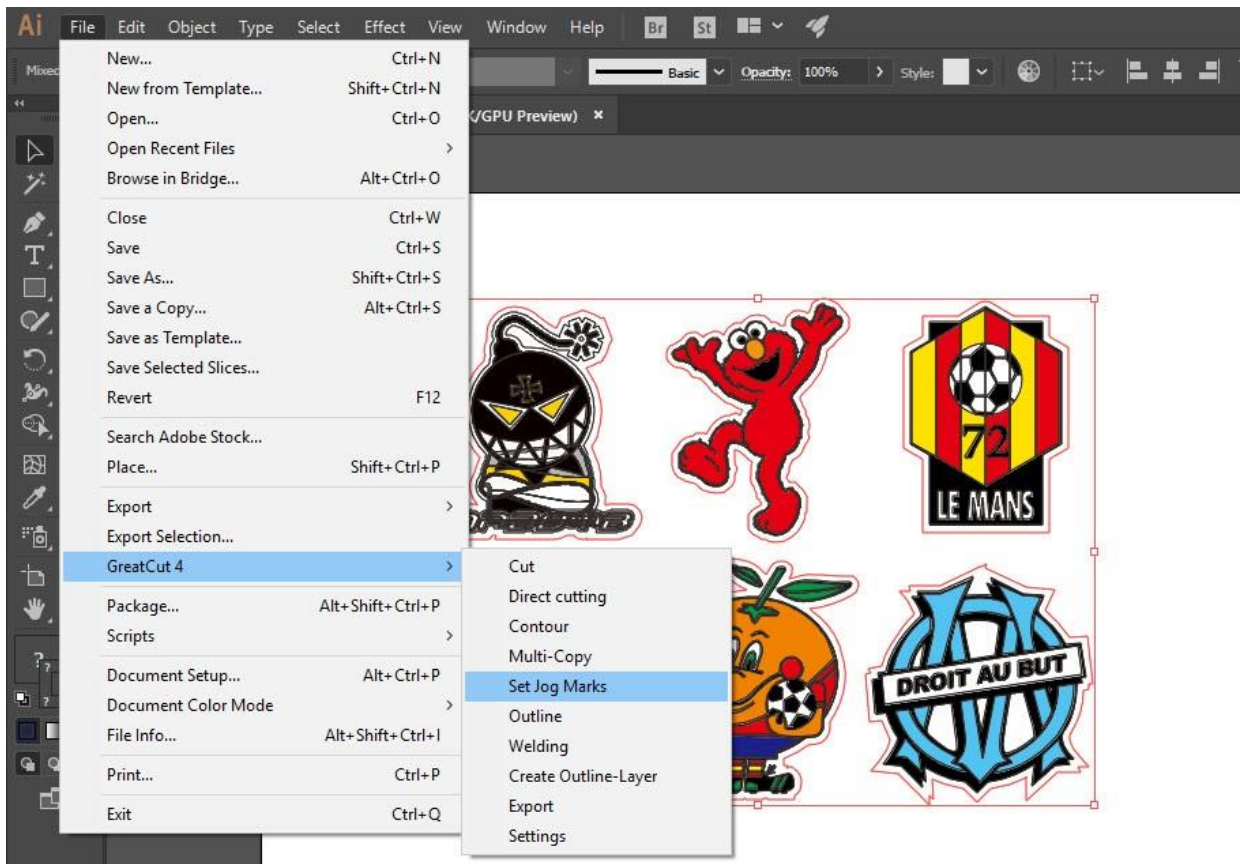 Ai File Edit Object Type Select Effect View Window Help Br St
Basic Opacity: 100% Style:
/GPU Preview) ×
New... Ctrl+N
New from Template... Shift+Ctrl+N
Open... Ctrl+O
Open Recent Files
Browse in Bridge... Alt+Ctrl+O
Close Ctrl+W
Save Ctrl+S
Save As... Shift+Ctrl+S
Save a Copy... Alt+Ctrl+S
Save as Template...
Save Selected Slices...
Revert F12
Search Adobe Stock...
Place... Shift+Ctrl+P
Export
Export Selection...
GreatCut 4
Package... Alt+Shift+Ctrl+P
Scripts
Document Setup... Alt+Ctrl+P
Document Color Mode
File Info... Alt+Shift+Ctrl+I
Print... Ctrl+P
Exit Ctrl+Q
Cut
Direct cutting
Contour
Multi-Copy
Set Jog Marks
Outline
Welding
Create Outline-Layer
Export
Settings
72
LE MANS
DROIT AU BUT